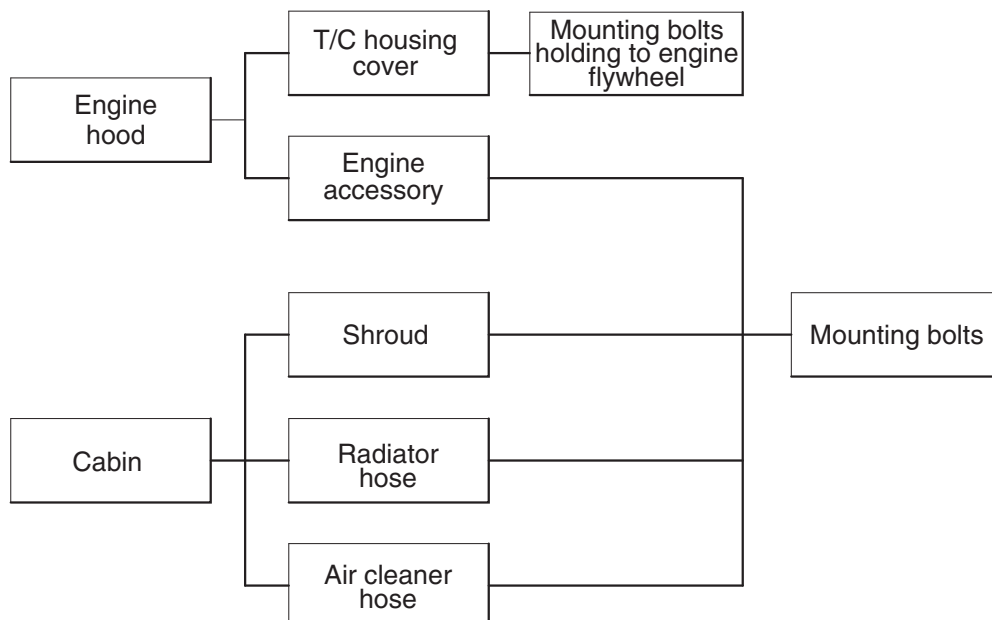 T/C housing
cover
Mounting bolts
holding to engine
flywheel
Engine
hood
Engine
accessory
Shroud
Mounting bolts
Cabin
Radiator
hose
Air cleaner
hose